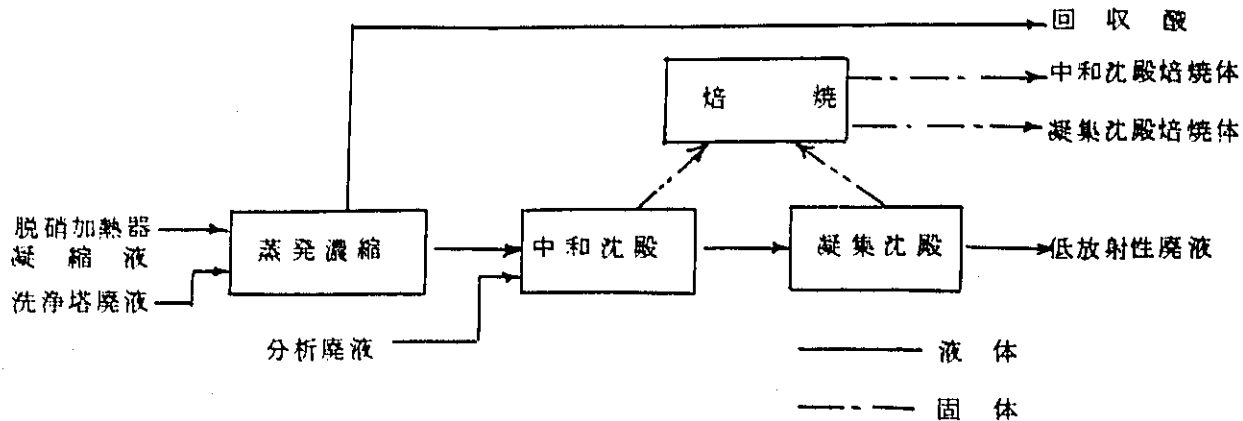 回収酸
焙焼
中和沈殿焙焼体
凝集沈殿焙焼体
脱硝加熱器
凝縮液
洗浄塔廃液
蒸発濃縮
中和沈殿
凝集沈殿
低放射性廃液
分析廃液
液体
固体